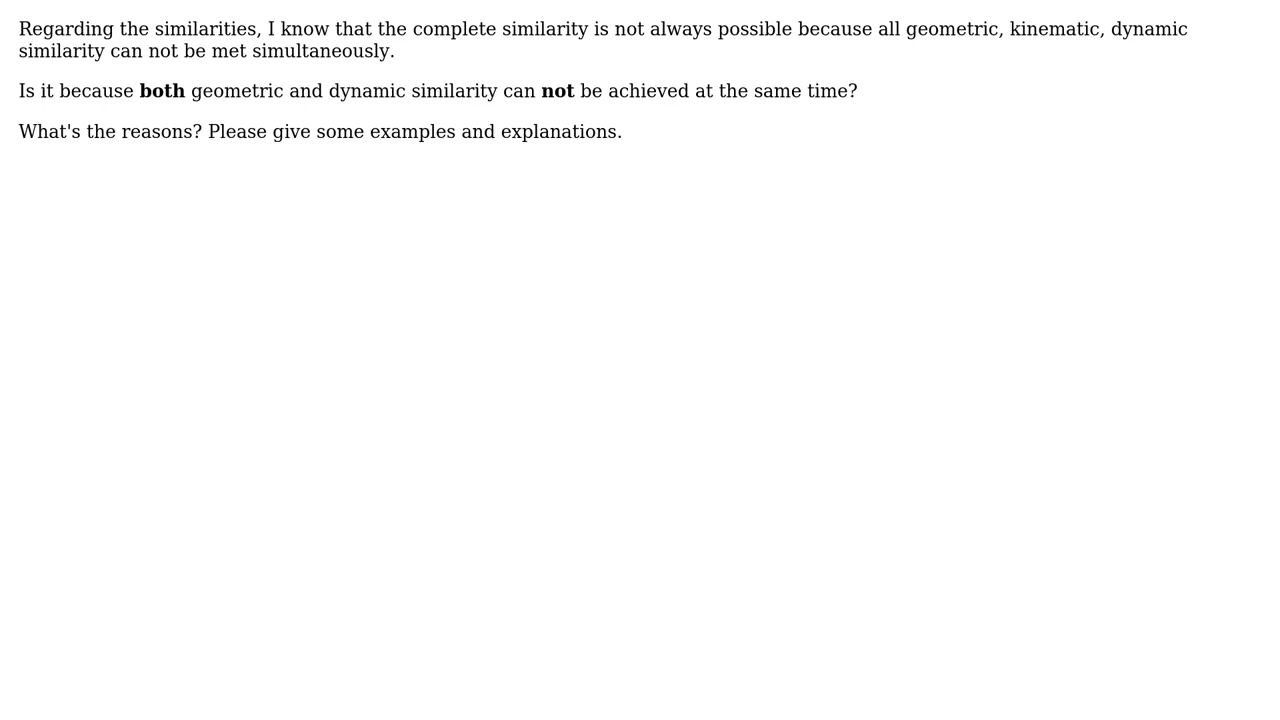 Regarding the similarities, I know that the complete similarity is not always possible because all geometric, kinematic, dynamic
similarity can not be met simultaneously.
Is it because both geometric and dynamic similarity can not be achieved at the same time?
What's the reasons? Please give some examples and explanations.